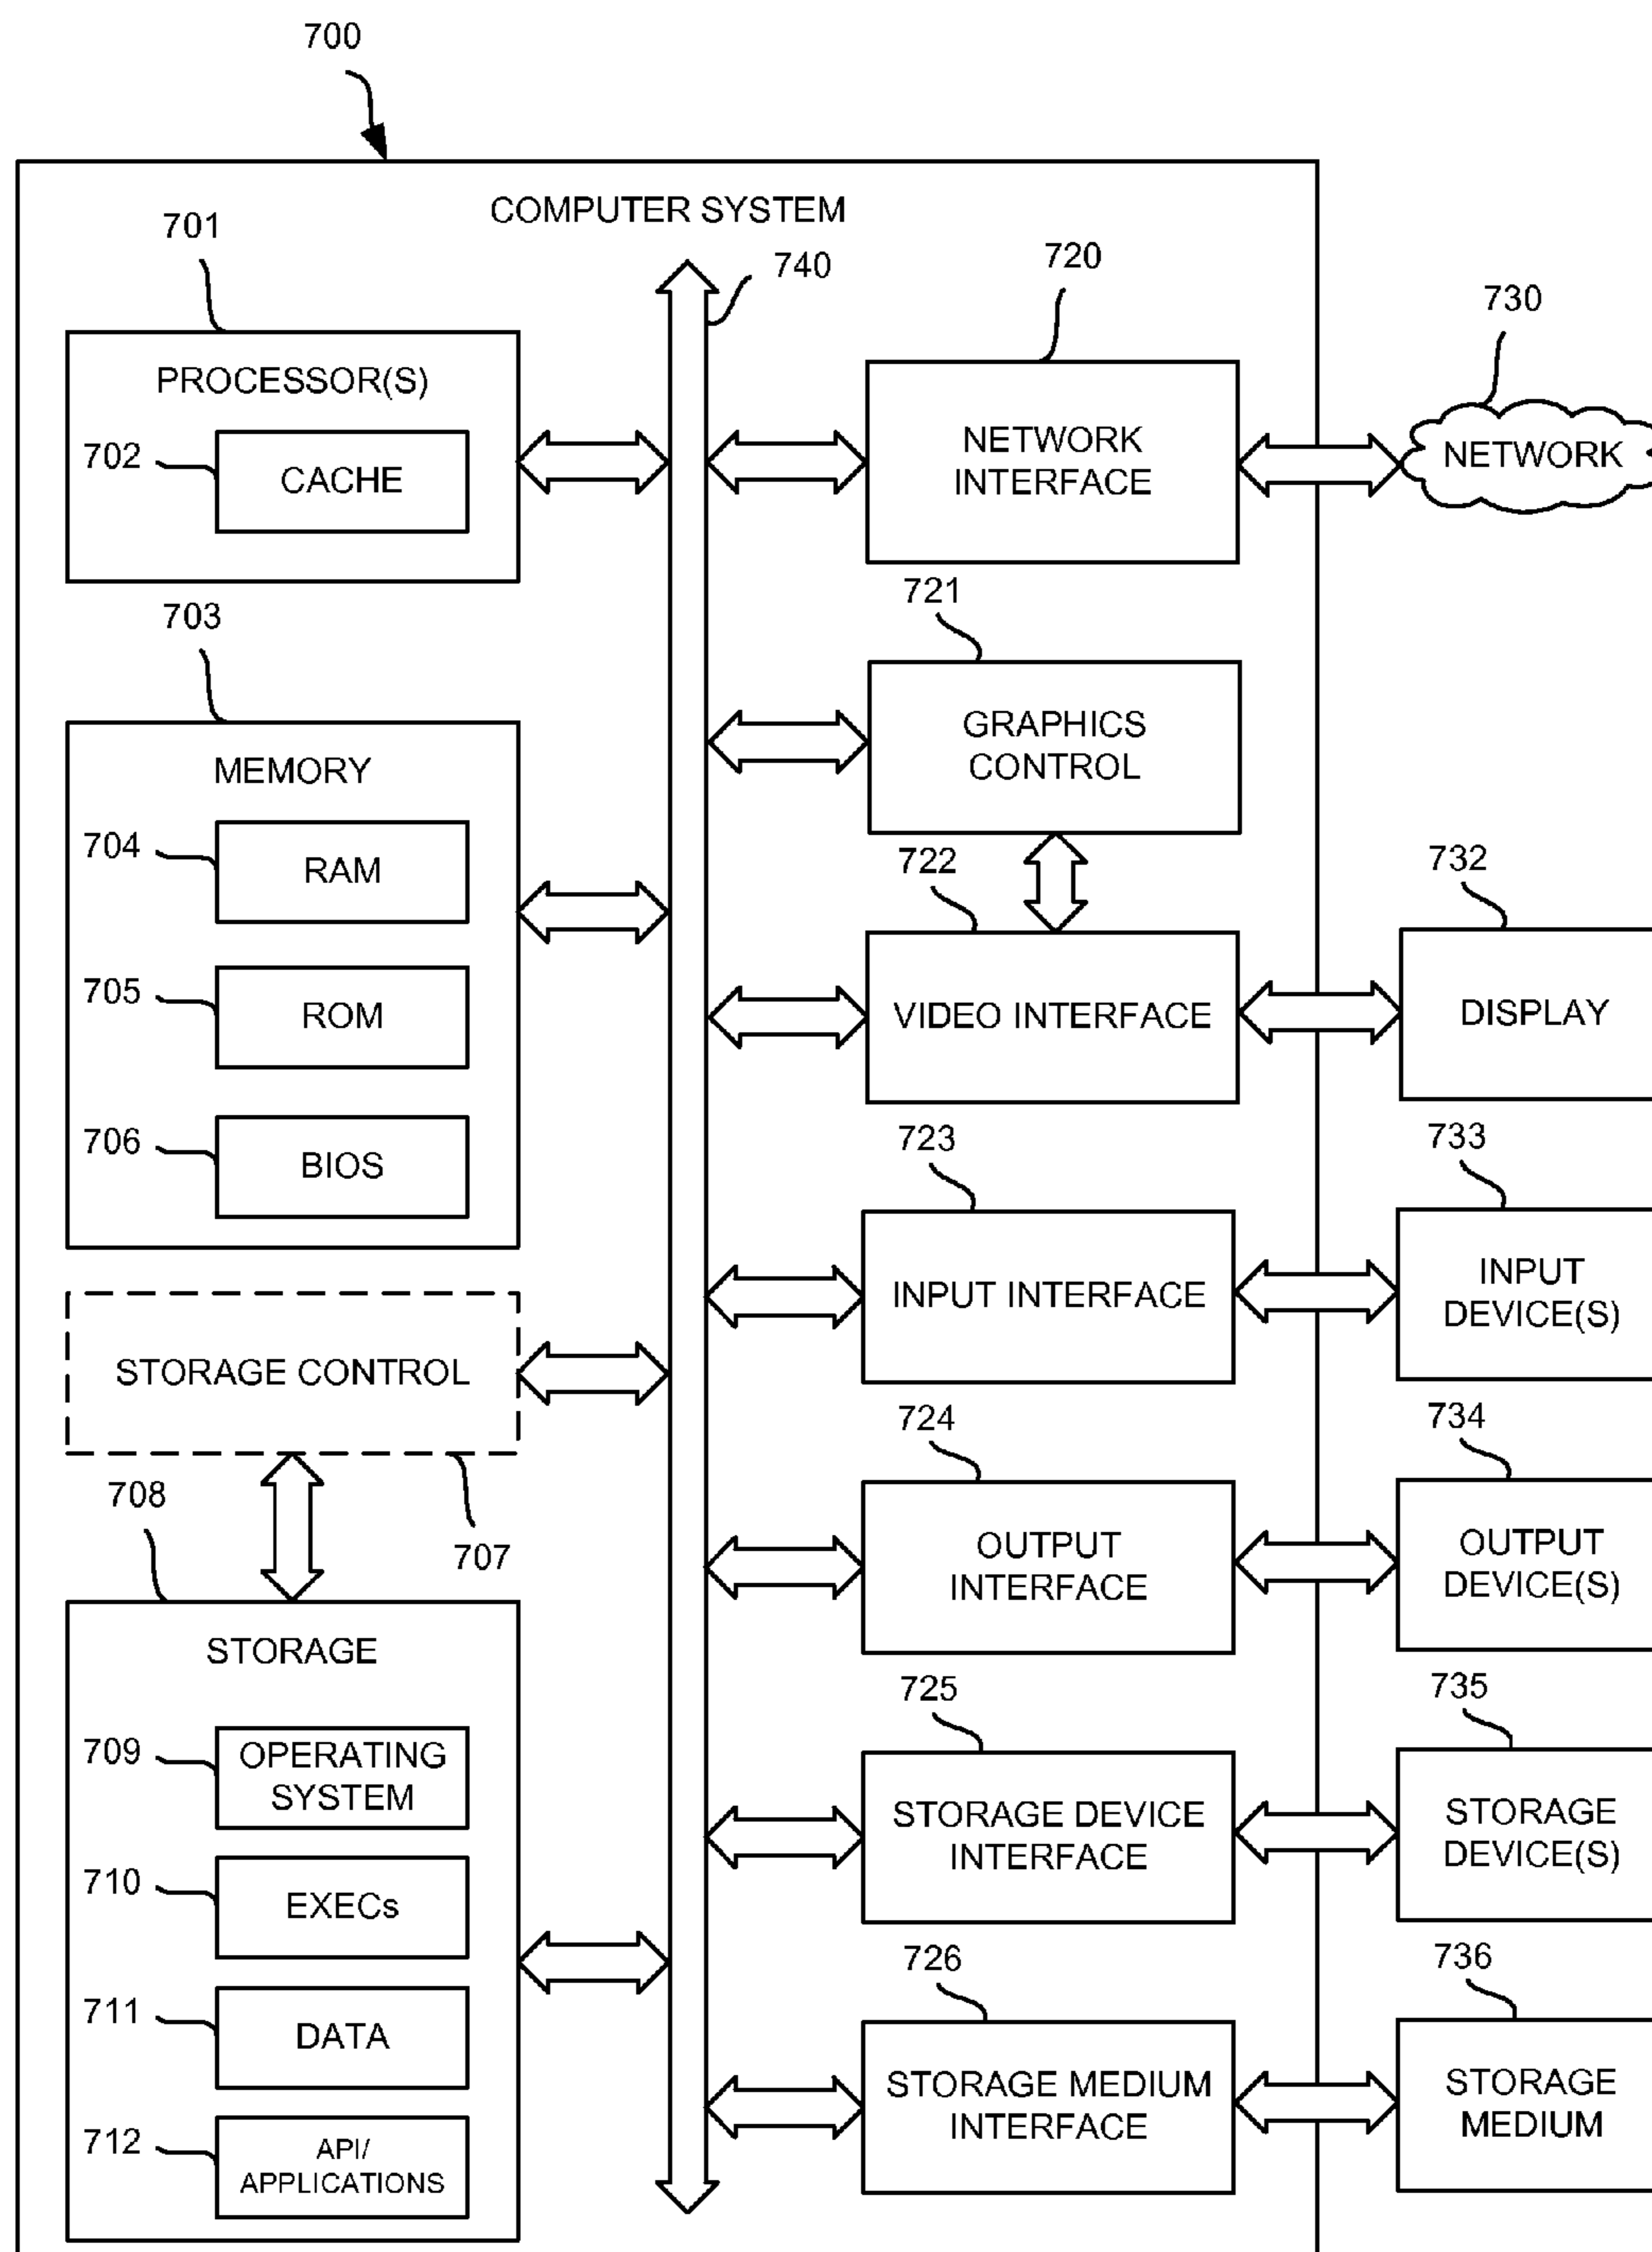 700
COMPUTER SYSTEM
701
740
720
730
PROCESSOR(S)
702
CACHE
NETWORK
INTERFACE
NETWORK
703
721
MEMORY
GRAPHICS
CONTROL
704
RAM
722
732
705
ROM
VIDEO INTERFACE
DISPLAY
706
BIOS
723
733
INPUT INTERFACE
INPUT
DEVICE(S)
STORAGE CONTROL
707
724
734
708
OUTPUT
INTERFACE
OUTPUT
DEVICE(S)
STORAGE
725
735
709
OPERATING
SYSTEM
STORAGE DEVICE
INTERFACE
STORAGE
DEVICE(S)
710
EXECs
726
736
711
DATA
STORAGE MEDIUM
INTERFACE
STORAGE
MEDIUM
712
API/
APPLICATIONS